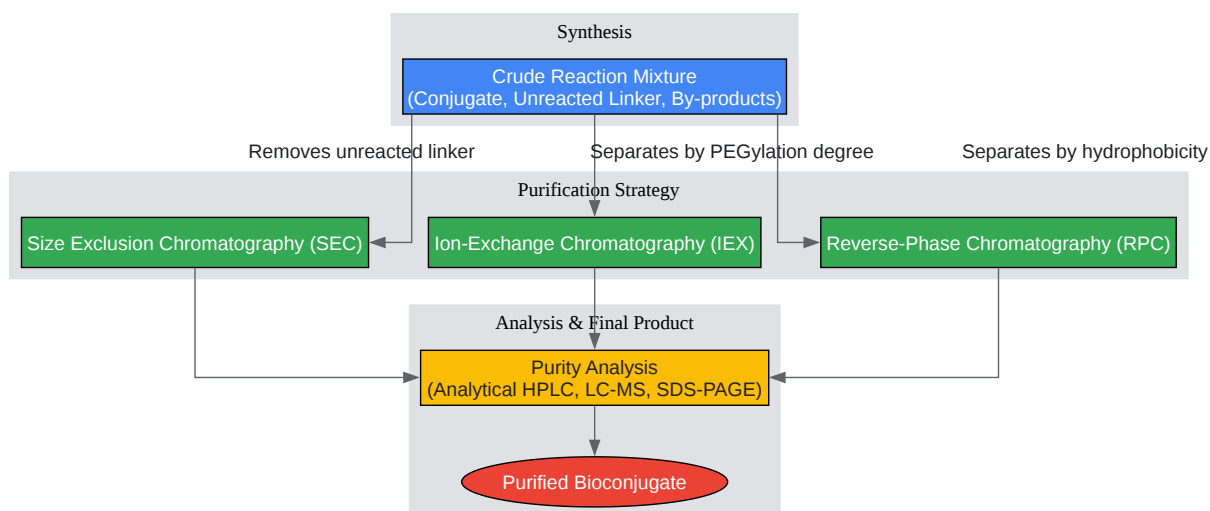 Synthesis
Crude Reaction Mixture
(Conjugate, Unreacted Linker, By-products)
Removes unreacted linker
Separates by PEGylation degree
Separates by hydrophobicity
Purification Strategy
Size Exclusion Chromatography (SEC)
Ion-Exchange Chromatography (IEX)
Reverse-Phase Chromatography (RPC)
Analysis & Final Product
Purity Analysis
(Analytical HPLC, LC-MS, SDS-PAGE)
Purified Bioconjugate